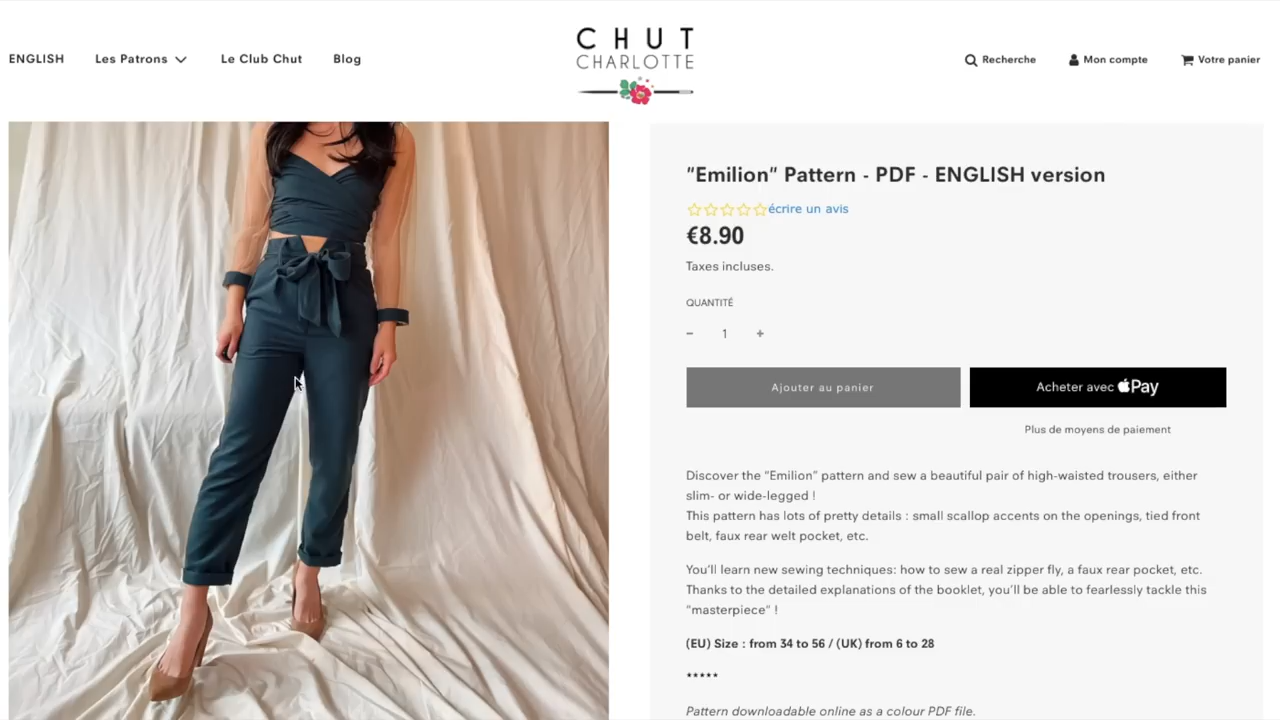 ENGLISH
Les Patrons
Le Club Chut
Blog
CHUT
CHARLOTTE
Recherche
Mon compte
Votre panier
"Emilion" Pattern - PDF - ENGLISH version
écrire un avis
€8.90
Taxes incluses.
QUANTITÉ
− 1 +
Ajouter au panier
Acheter avec Pay
Plus de moyens de paiement
Discover the "Emilion" pattern and sew a beautiful pair of high-waisted trousers, either
slim- or wide-legged !
This pattern has lots of pretty details : small scallop accents on the openings, tied front
belt, faux rear welt pocket, etc.
You'll learn new sewing techniques: how to sew a real zipper fly, a faux rear pocket, etc.
Thanks to the detailed explanations of the booklet, you'll be able to fearlessly tackle this
"masterpiece" !
(EU) Size : from 34 to 56 / (UK) from 6 to 28
*****
Pattern downloadable online as a colour PDF file.